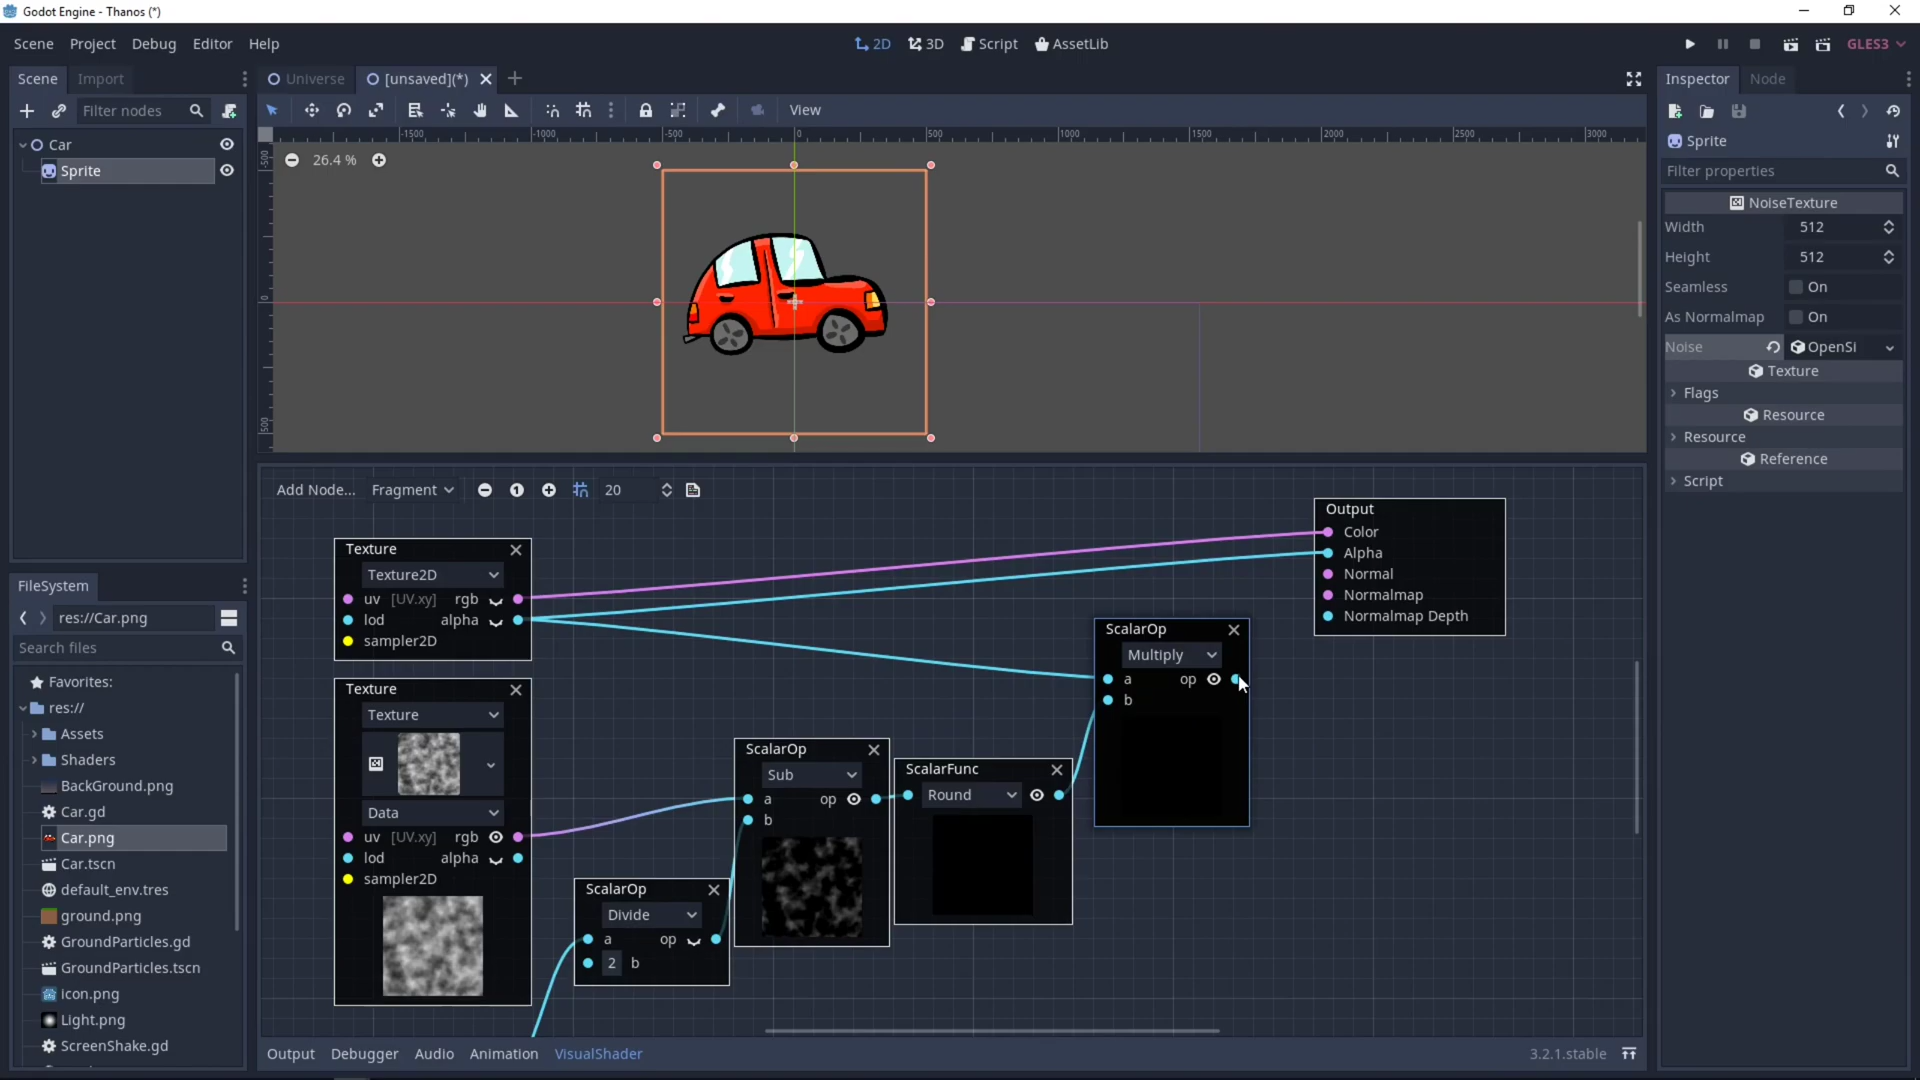 Godot Engine - Thanos (*)
Scene Project Debug Editor Help
2D 3D Script AssetLib
GLES3
Scene Import
Universe [unsaved](*)
Inspector Node
Filter nodes
View
Car
Sprite
-1500 -1000 -500 0 500 1000 1500 2000 2500 3000
-500
0
500
26.4 %
Sprite
Filter properties
NoiseTexture
Width 512
Height 512
Seamless On
As Normalmap On
Noise OpenSi
Texture
Flags
Resource
Resource
Reference
Script
FileSystem
res://Car.png
Search files
Favorites:
res://
Assets
Shaders
BackGround.png
Car.gd
Car.png
Car.tscn
default_env.tres
ground.png
GroundParticles.gd
GroundParticles.tscn
icon.png
Light.png
ScreenShake.gd
Add Node... Fragment 1 20
Output
Color
Alpha
Normal
Normalmap
Normalmap Depth
Texture
Texture2D
uv [UV.xy] rgb
lod alpha
sampler2D
ScalarOp
Multiply
a op
b
Texture
Texture
Data
uv [UV.xy] rgb
lod alpha
sampler2D
ScalarOp
Sub
a op
b
ScalarFunc
Round
ScalarOp
Divide
a op
2 b
Output Debugger Audio Animation VisualShader
3.2.1.stable